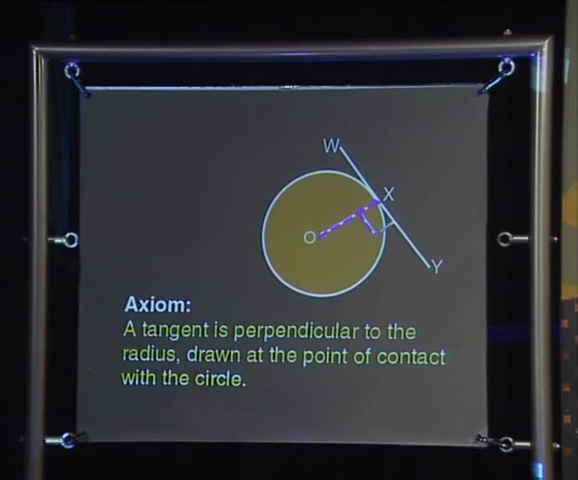 W
X
O
Y
Axiom:
A tangent is perpendicular to the
radius, drawn at the point of contact
with the circle.